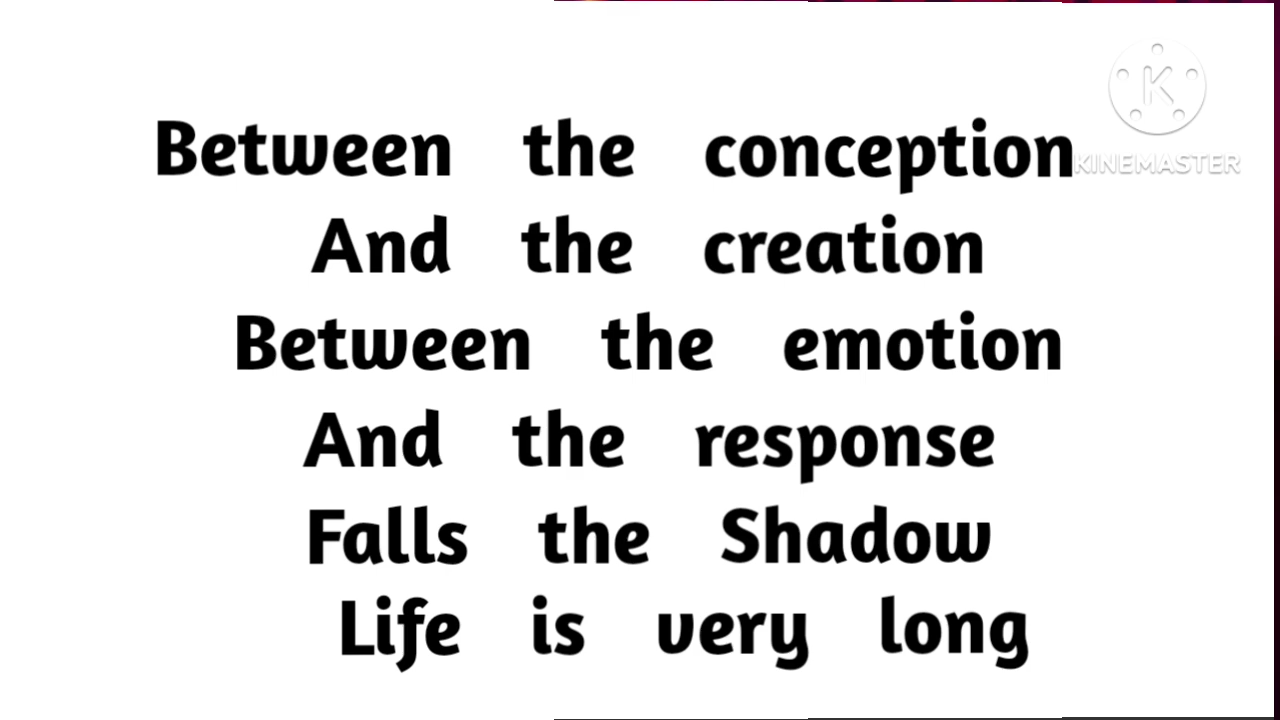 Between the conception
KINEMASTER
And the creation
Between the emotion
And the response
Falls the Shadow
Life is very long